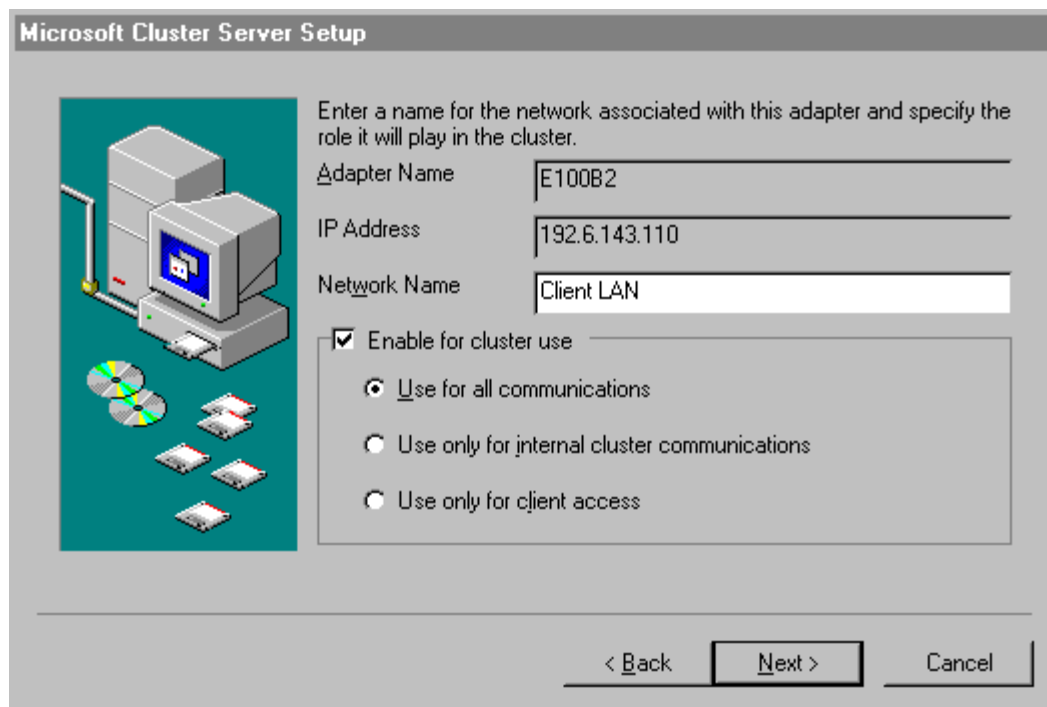 Microsoft Cluster Server Setup
Enter a name for the network associated with this adapter and specify the
role it will play in the cluster.
Adapter Name
E100B2
IP Address
192.6.143.110
Network Name
Client LAN
Enable for cluster use
Use for all communications
Use only for internal cluster communications
Use only for client access
< Back
Next >
Cancel